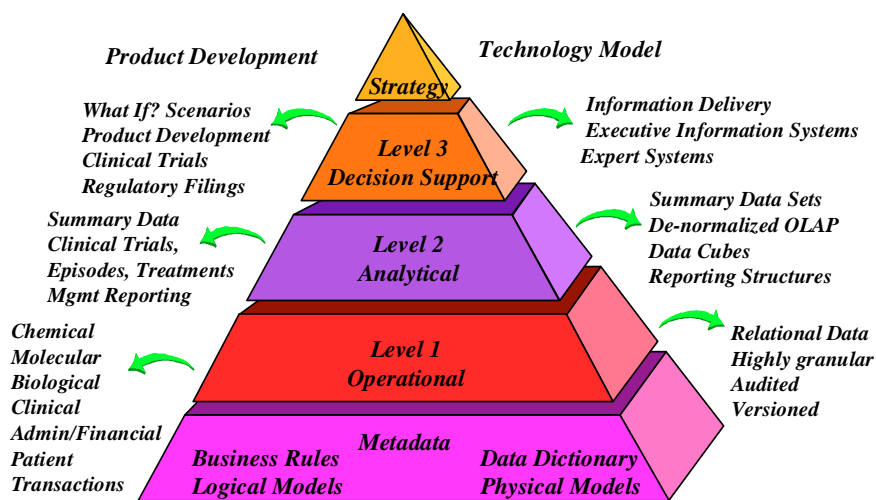 Product Development
Technology Model
Strategy
What If? Scenarios
Product Development
Clinical Trials
Regulatory Filings
Level 3
Decision Support
Information Delivery
Executive Information Systems
Expert Systems
Summary Data
Clinical Trials,
Episodes, Treatments
Mgmt Reporting
Level 2
Analytical
Summary Data Sets
De-normalized OLAP
Data Cubes
Reporting Structures
Chemical
Molecular
Biological
Clinical
Admin/Financial
Patient
Transactions
Level 1
Operational
Relational Data
Highly granular
Audited
Versioned
Metadata
Business Rules
Logical Models
Data Dictionary
Physical Models